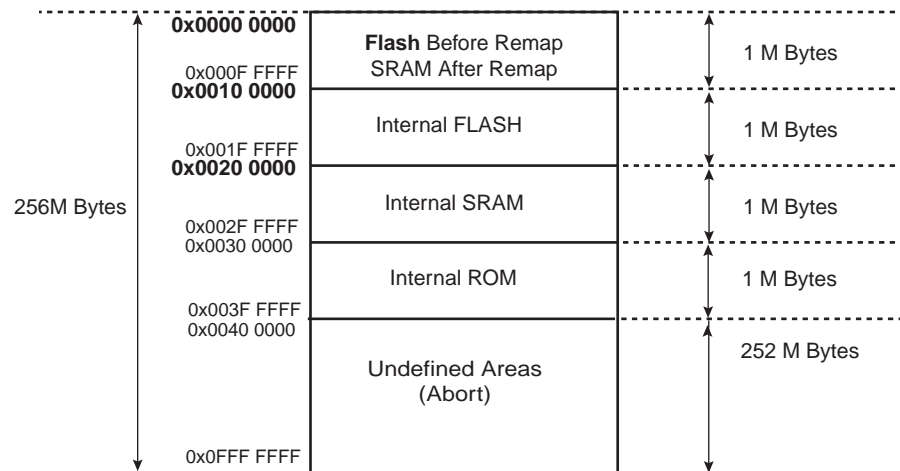 0x0000 0000
Flash Before Remap
SRAM After Remap
1 M Bytes
0x000F FFFF
0x0010 0000
Internal FLASH
1 M Bytes
0x001F FFFF
0x0020 0000
256M Bytes
Internal SRAM
1 M Bytes
0x002F FFFF
0x0030 0000
Internal ROM
1 M Bytes
0x003F FFFF
0x0040 0000
252 M Bytes
Undefined Areas
(Abort)
0x0FFF FFFF